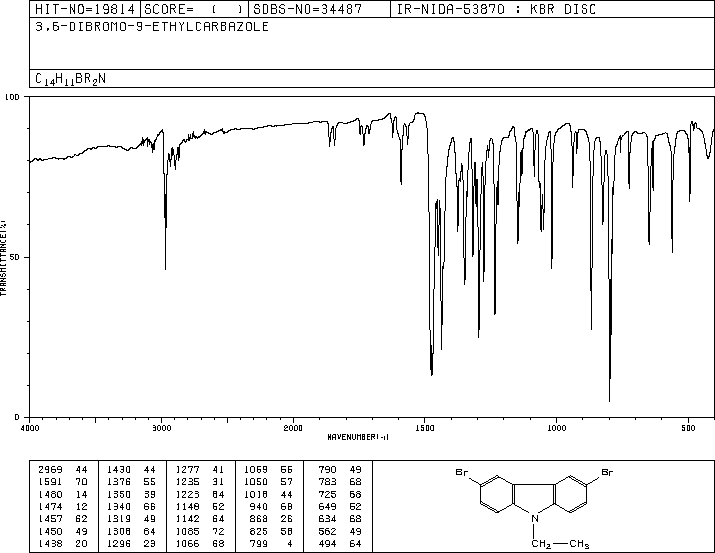 HIT-NO=19814 SCORE= ( ) SDBS-NO=34487 IR-NIDA-53870 : KBR DISC
3,6-DIBROMO-9-ETHYLCARBAZOLE
C14H11BR2N
100
50
0
TRANSMITTANCE(%)
4000 3000 2000 1500 1000 500
WAVENUMBER(-1)
2969 44 1430 44 1277 41 1069 66 790 49
1591 70 1376 55 1235 31 1050 57 783 68
1480 14 1350 39 1223 64 1018 44 725 68
1474 12 1340 66 1148 52 940 68 649 52
1457 62 1319 49 1142 64 868 26 634 68
1450 49 1308 64 1085 72 825 58 562 49
1438 20 1296 23 1066 68 799 4 494 64
Br Br
N
CH2 CH3